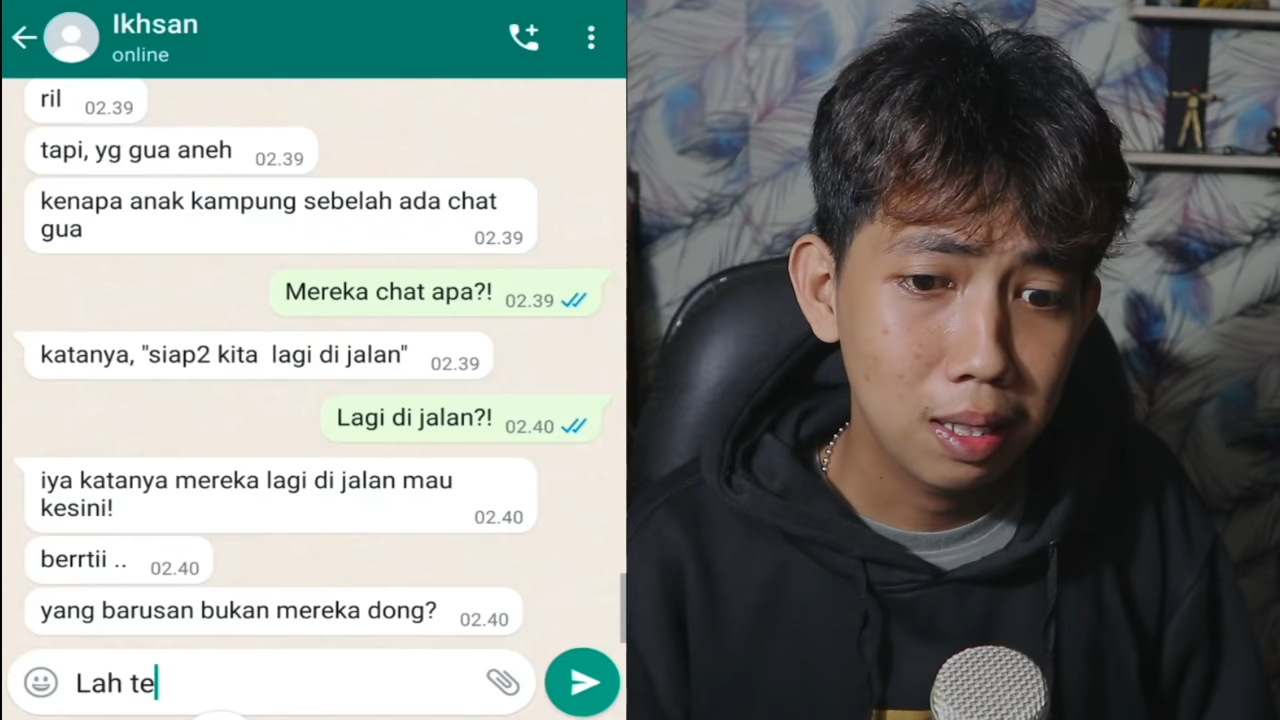 Ikhsan
online
ril 02.39
tapi, yg gua aneh 02.39
kenapa anak kampung sebelah ada chat
gua 02.39
Mereka chat apa?! 02.39
katanya, "siap2 kita lagi di jalan" 02.39
Lagi di jalan?! 02.40
iya katanya mereka lagi di jalan mau
kesini! 02.40
berrtii .. 02.40
yang barusan bukan mereka dong? 02.40
Lah te